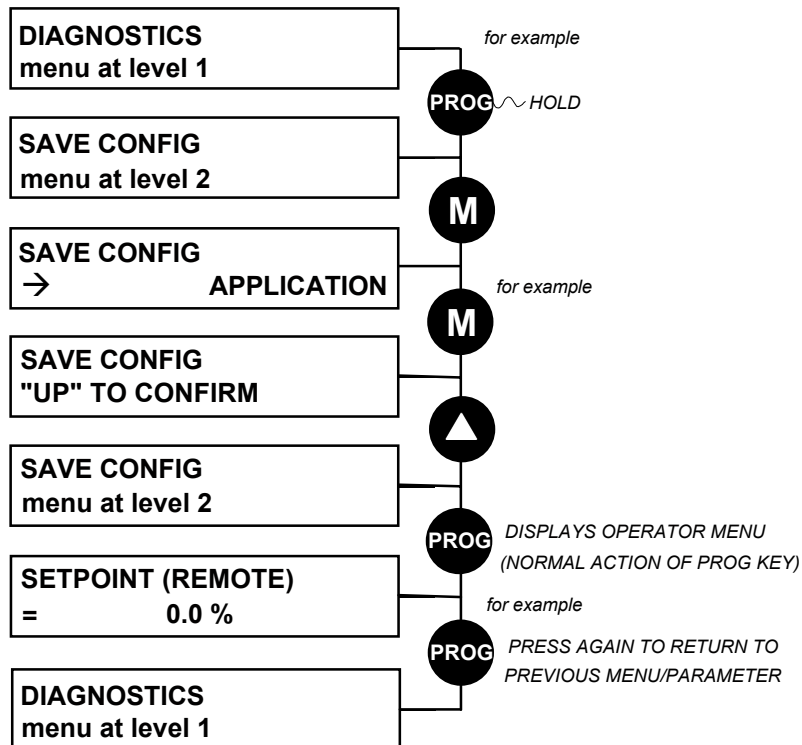 DIAGNOSTICS
menu at level 1
for example
PROG
HOLD
SAVE CONFIG
menu at level 2
M
SAVE CONFIG
→ APPLICATION
for example
M
SAVE CONFIG
"UP" TO CONFIRM
SAVE CONFIG
menu at level 2
PROG
DISPLAYS OPERATOR MENU
(NORMAL ACTION OF PROG KEY)
SETPOINT (REMOTE)
= 0.0 %
for example
PROG
PRESS AGAIN TO RETURN TO
PREVIOUS MENU/PARAMETER
DIAGNOSTICS
menu at level 1